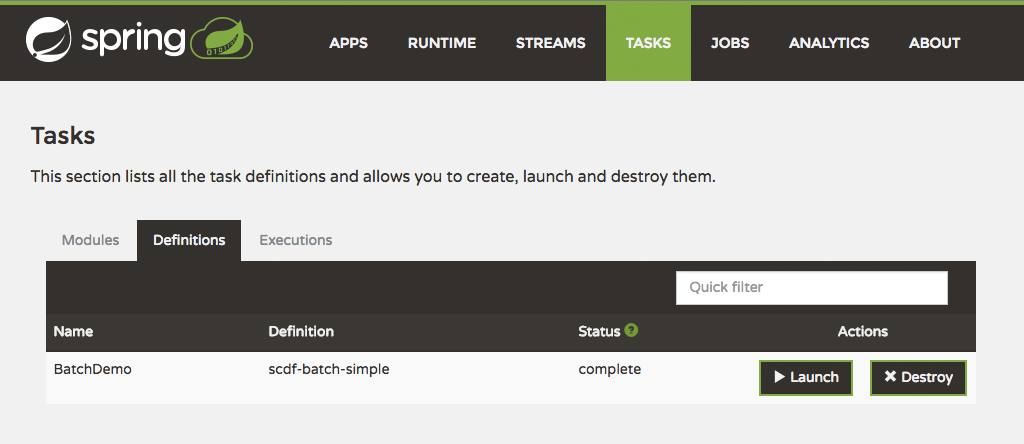 spring
APPS RUNTIME STREAMS TASKS JOBS ANALYTICS ABOUT
Tasks
This section lists all the task definitions and allows you to create, launch and destroy them.
Modules Definitions Executions
Quick filter
Name Definition Status ? Actions
BatchDemo scdf-batch-simple complete Launch Destroy